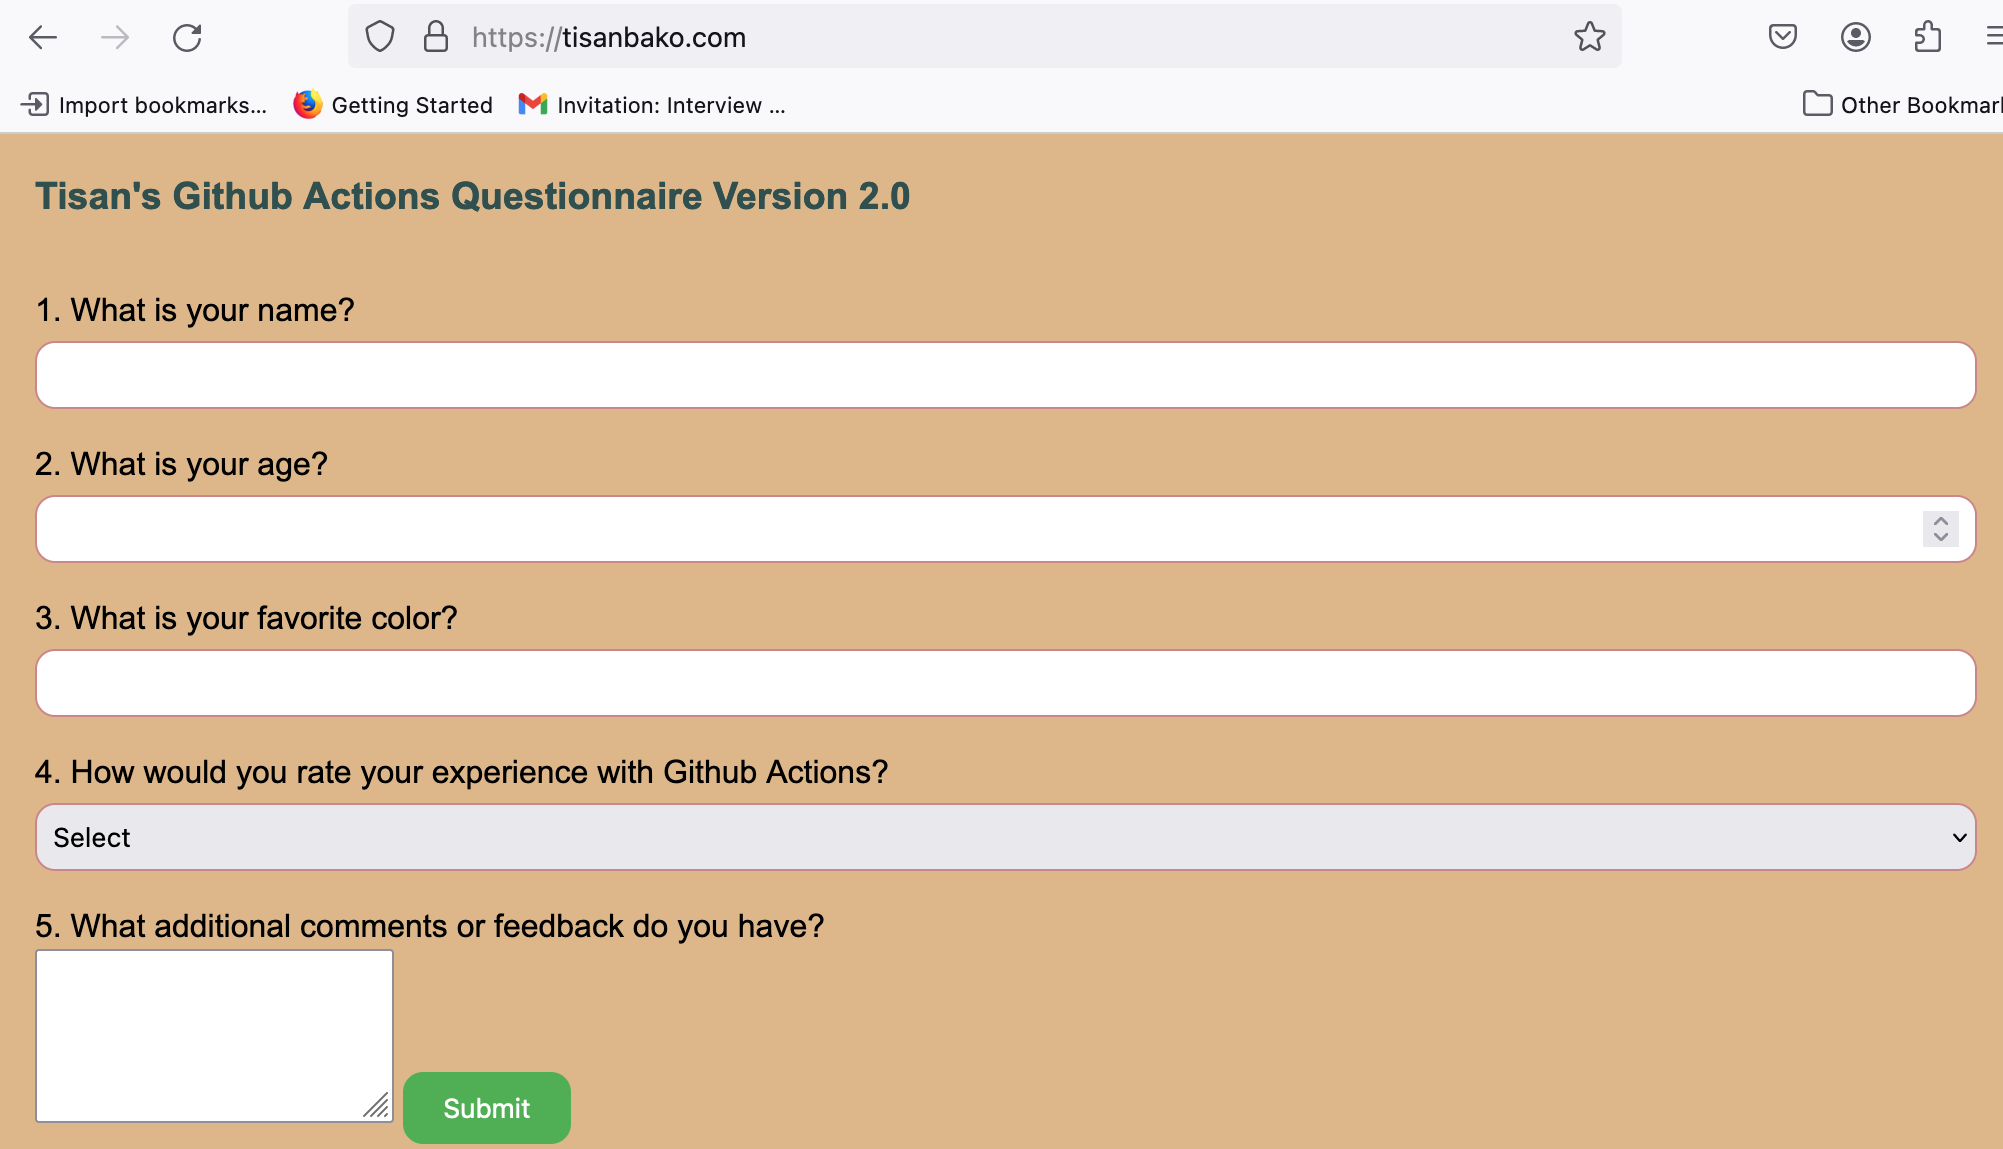 https://tisanbako.com
Import bookmarks... Getting Started Invitation: Interview ... Other Bookmar
Tisan's Github Actions Questionnaire Version 2.0
1. What is your name?
2. What is your age?
3. What is your favorite color?
4. How would you rate your experience with Github Actions?
Select
5. What additional comments or feedback do you have?
Submit